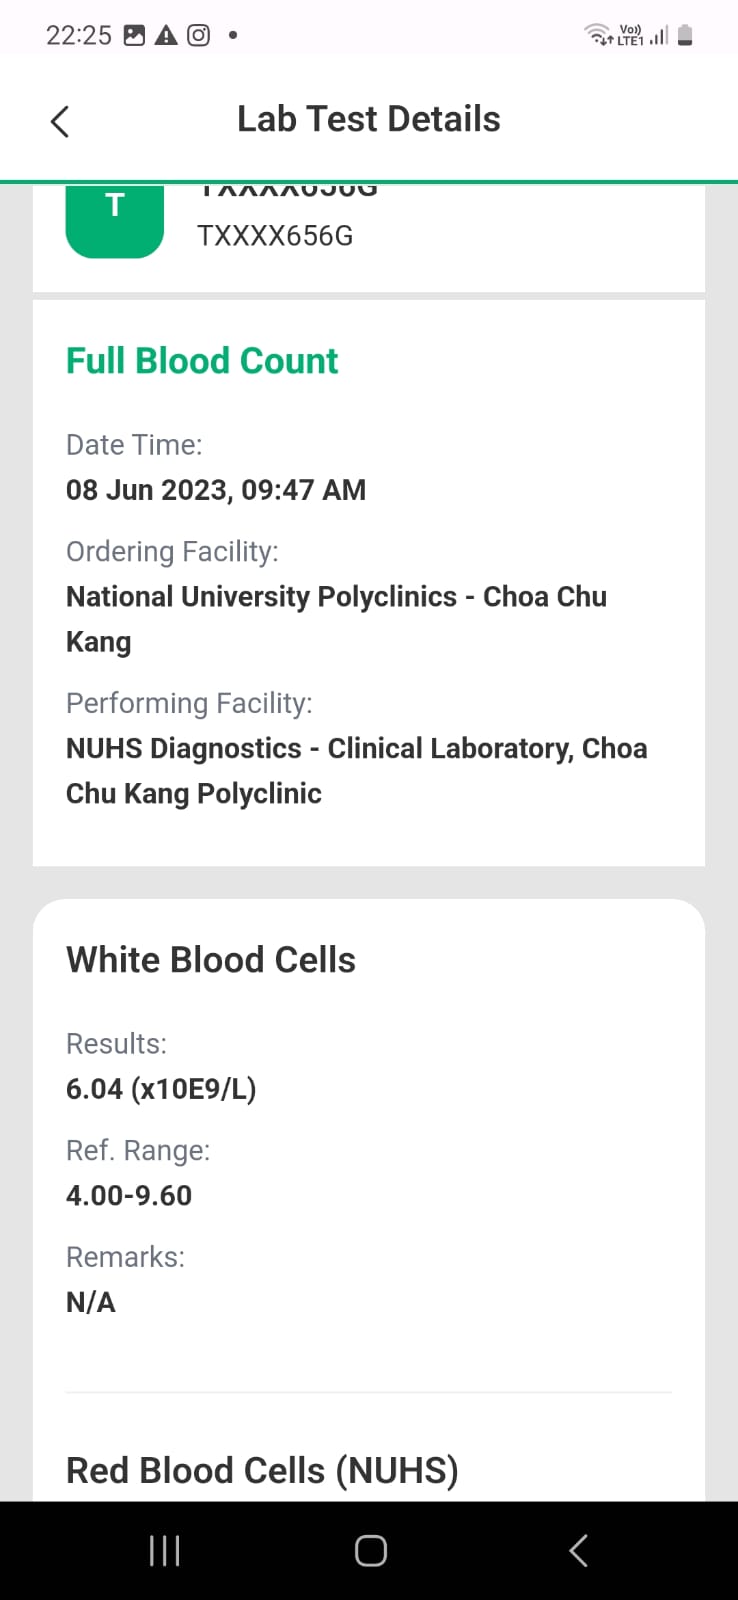 22:25
Vo))
LTE1
Lab Test Details
T
TXXXX656G
TXXXX656G
Full Blood Count
Date Time:
08 Jun 2023, 09:47 AM
Ordering Facility:
National University Polyclinics - Choa Chu
Kang
Performing Facility:
NUHS Diagnostics - Clinical Laboratory, Choa
Chu Kang Polyclinic
White Blood Cells
Results:
6.04 (x10E9/L)
Ref. Range:
4.00-9.60
Remarks:
N/A
Red Blood Cells (NUHS)